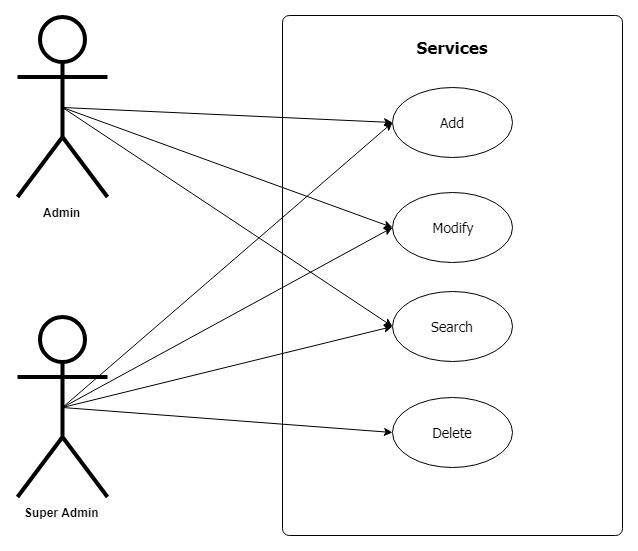 Services
Add
Modify
Admin
Search
Delete
Super Admin